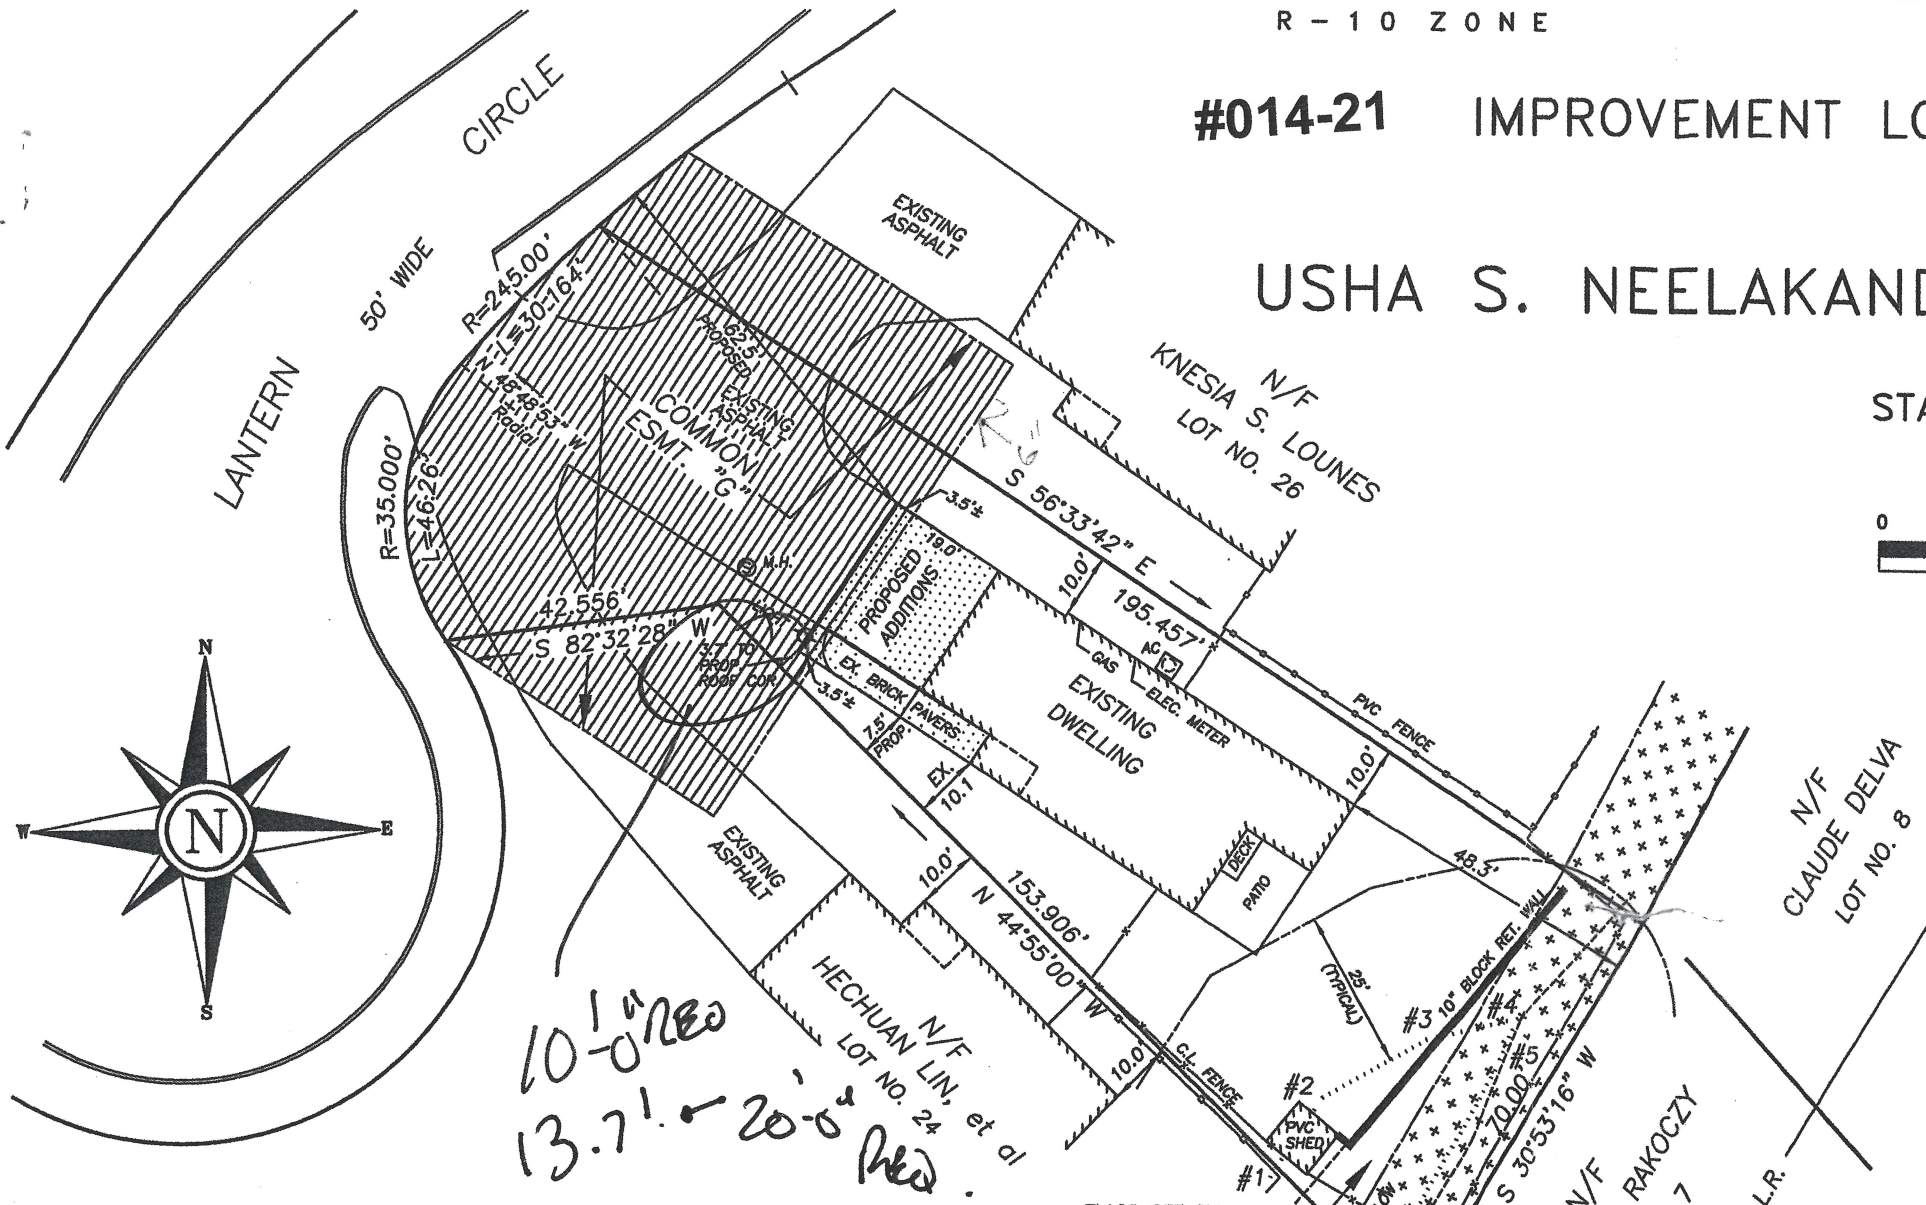 R-10 ZONE
#014-21 IMPROVEMENT LO
USHA S. NEELAKAND
STA
0
CIRCLE
50' WIDE
LANTERN
R=245.00'
L=30.164'
N 48°48'53" W
Radial
R=35.000'
L=46.26'
EXISTING
ASPHALT
62.5'
PROPOSED
EXISTING
ASPHALT
COMMON
ESMT. "G"
M.H.
42.556'
S 82°32'28" W
3.7' TO
PROP.
ROOF COR.
6"
N/F
KNESIA S. LOUNES
LOT NO. 26
S 56°33'42" E
195.457'
3.5'±
19.0'
PROPOSED
ADDITIONS
10.0'
AC
GAS
ELEC. METER
EX. BRICK PAVERS
3.5'±
7.5'
PROP.
EX.
10.1
EXISTING
DWELLING
PVC FENCE
10.0'
48.3'
DECK
PATIO
N/F
CLAUDE DELVA
LOT NO. 8
EXISTING
ASPHALT
10.0'
153.906'
N 44°55'00" W
25'
(TYPICAL)
10" BLOCK RET. WALL
#3
#4
#5
70.00'
S 30°53'16" W
#2
PVC
SHED
#1
C.L. FENCE
10.0'
N/F
HECHUAN LIN, et al
LOT NO. 24
N/F
RAKOCZY
7
L.R.
N
W
E
S
N
10'-0" REQ
13.7' ← 20'-0"
REQ.